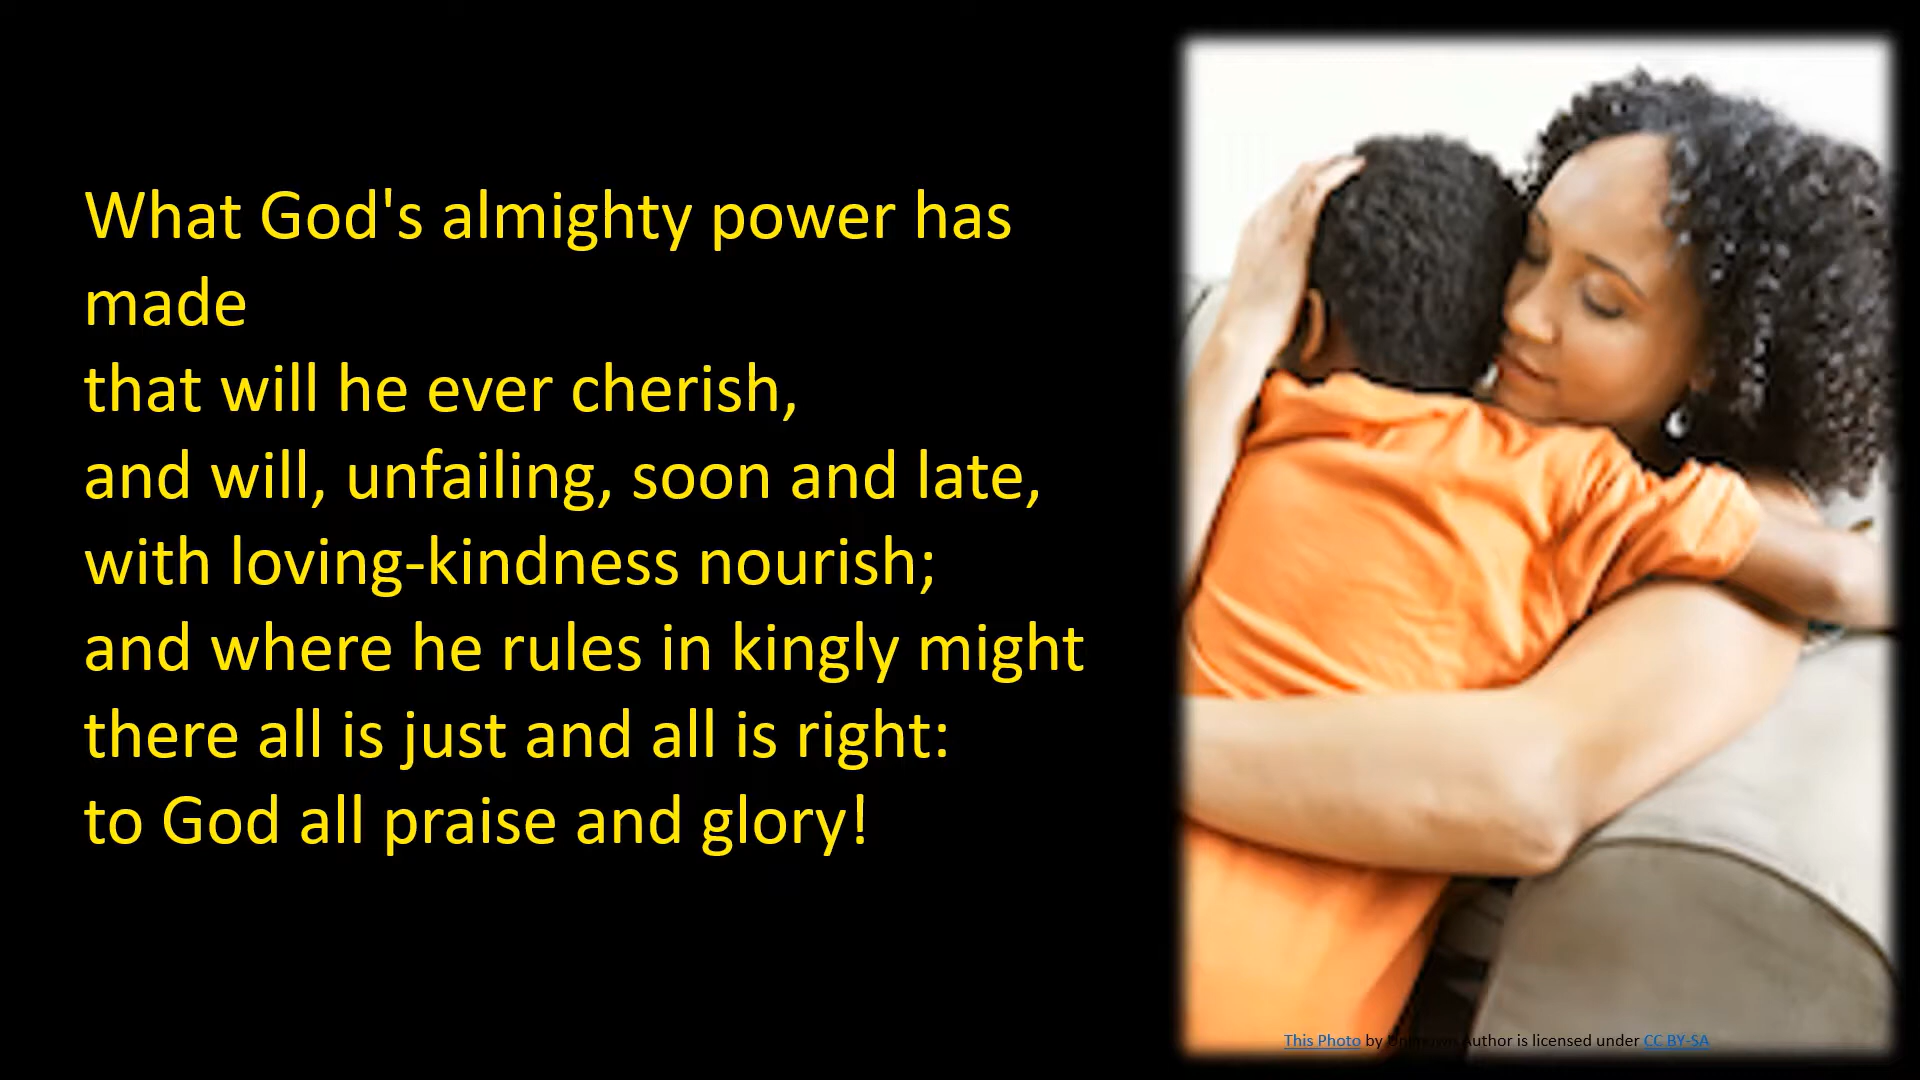 What God's almighty power has
made
that will he ever cherish,
and will, unfailing, soon and late,
with loving-kindness nourish;
and where he rules in kingly might
there all is just and all is right:
to God all praise and glory!
This Photo by Unknown Author is licensed under CC BY-SA